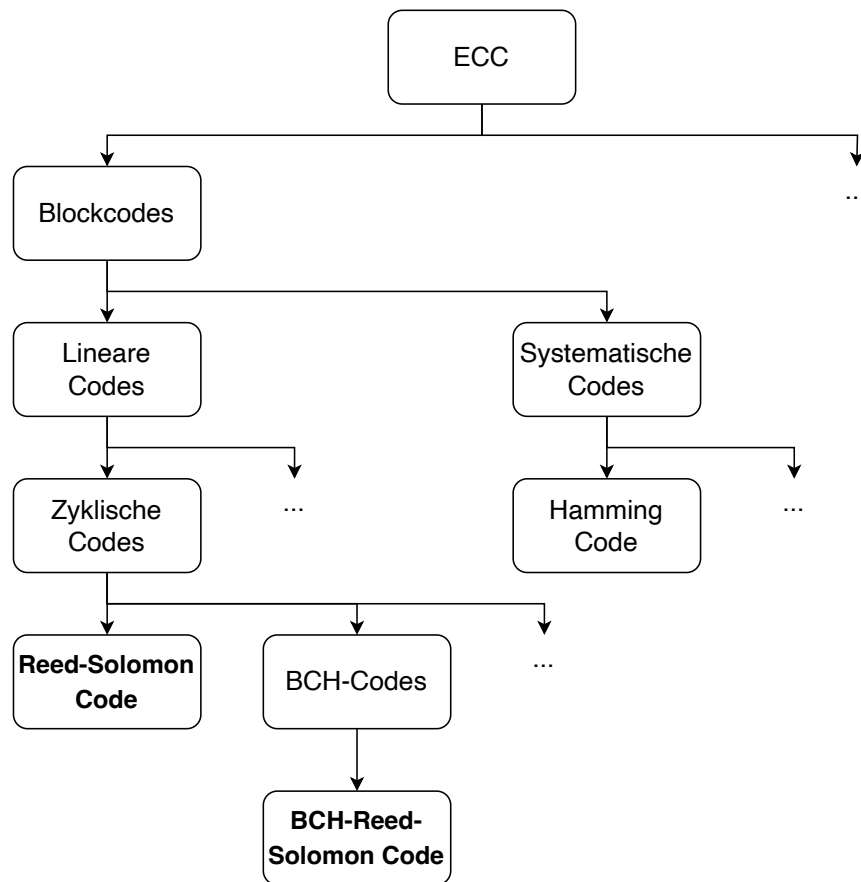 ECC
Blockcodes
..
Lineare
Codes
Systematische
Codes
Zyklische
Codes
...
Hamming
Code
...
Reed-Solomon
Code
BCH-Codes
...
BCH-Reed-
Solomon Code